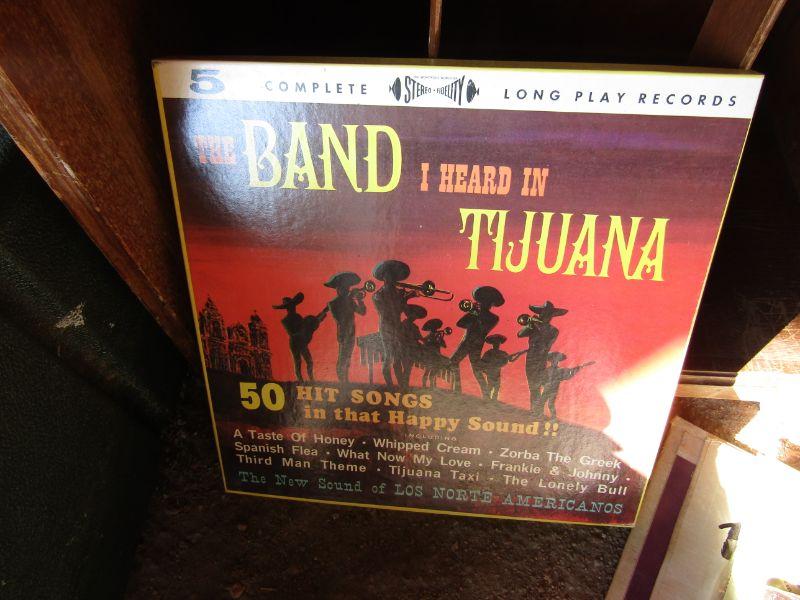 5 COMPLETE STEREO-FIDELITY LONG PLAY RECORDS
THE BAND I HEARD IN
TIJUANA
50 HIT SONGS
in that Happy Sound!!
INCLUDING
A Taste Of Honey · Whipped Cream · Zorba The Greek
Spanish Flea · What Now My Love · Frankie & Johnny ·
Third Man Theme · Tijuana Taxi · The Lonely Bull
The New Sound of LOS NORTE AMERICANOS